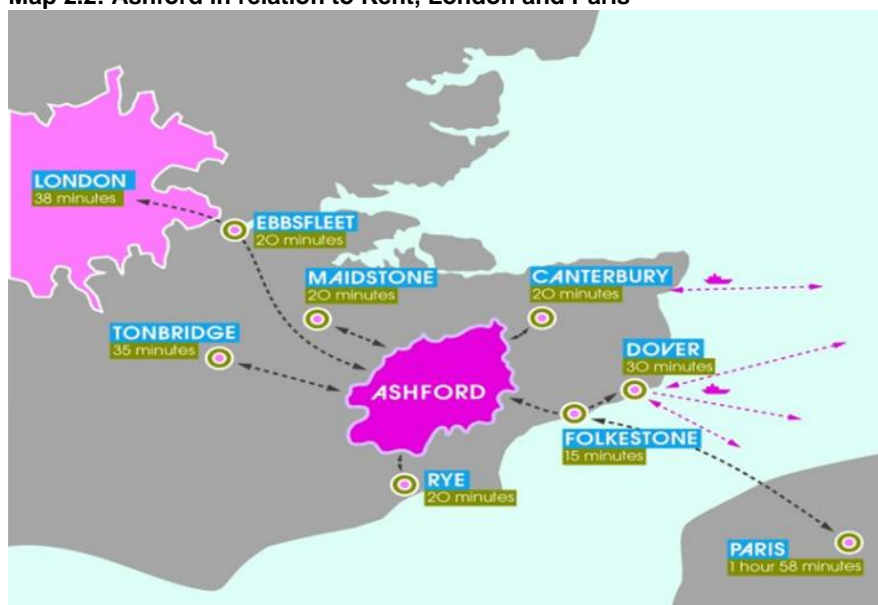 Map 2.2: Ashford in relation to Kent, London and Paris
LONDON
38 minutes
EBBSFLEET
20 minutes
MAIDSTONE
20 minutes
CANTERBURY
20 minutes
TONBRIDGE
35 minutes
DOVER
30 minutes
ASHFORD
FOLKESTONE
15 minutes
RYE
20 minutes
PARIS
1 hour 58 minutes